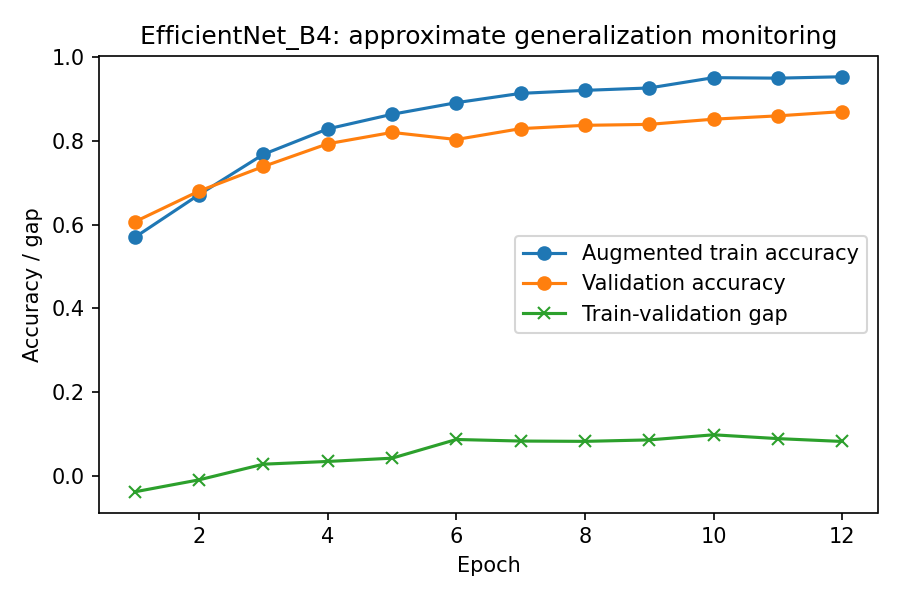 EfficientNet_B4: approximate generalization monitoring
Accuracy / gap
1.0
0.8
0.6
0.4
0.2
0.0
Augmented train accuracy
Validation accuracy
Train-validation gap
2 4 6 8 10 12
Epoch